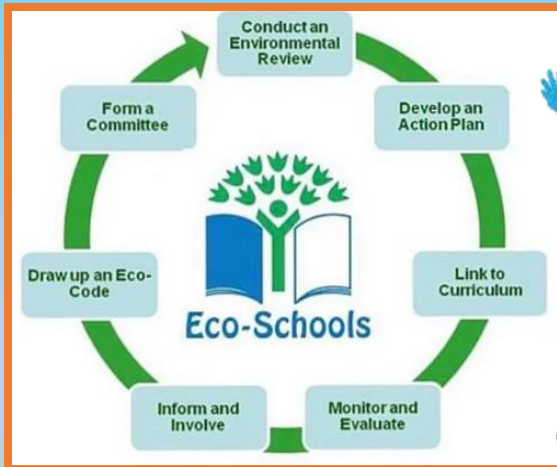 Conduct an
Environmental
Review
Form a
Committee
Develop an
Action Plan
Draw up an Eco-
Code
Link to
Curriculum
Eco-Schools
Inform and
Involve
Monitor and
Evaluate